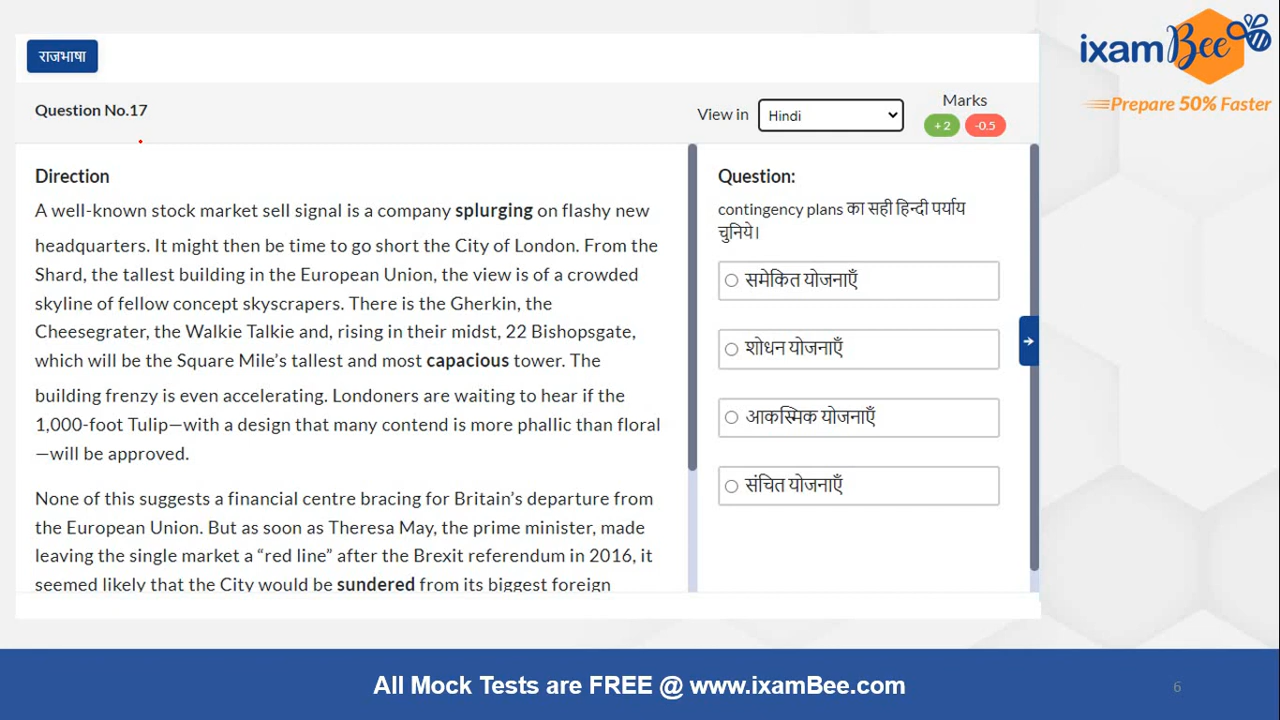 ixamBee
Prepare 50% Faster
राजभाषा
Question No.17
View in
Hindi
Marks
+ 2
-0.5
Direction
A well-known stock market sell signal is a company splurging on flashy new
headquarters. It might then be time to go short the City of London. From the
Shard, the tallest building in the European Union, the view is of a crowded
skyline of fellow concept skyscrapers. There is the Gherkin, the
Cheesegrater, the Walkie Talkie and, rising in their midst, 22 Bishopsgate,
which will be the Square Mile’s tallest and most capacious tower. The
building frenzy is even accelerating. Londoners are waiting to hear if the
1,000-foot Tulip—with a design that many contend is more phallic than floral
—will be approved.
None of this suggests a financial centre bracing for Britain’s departure from
the European Union. But as soon as Theresa May, the prime minister, made
leaving the single market a “red line” after the Brexit referendum in 2016, it
seemed likely that the City would be sundered from its biggest foreign
Question:
contingency plans का सही हिन्दी पर्याय
चुनिये।
समेकित योजनाएँ
शोधन योजनाएँ
आकस्मिक योजनाएँ
संचित योजनाएँ
All Mock Tests are FREE @ www.ixamBee.com
6